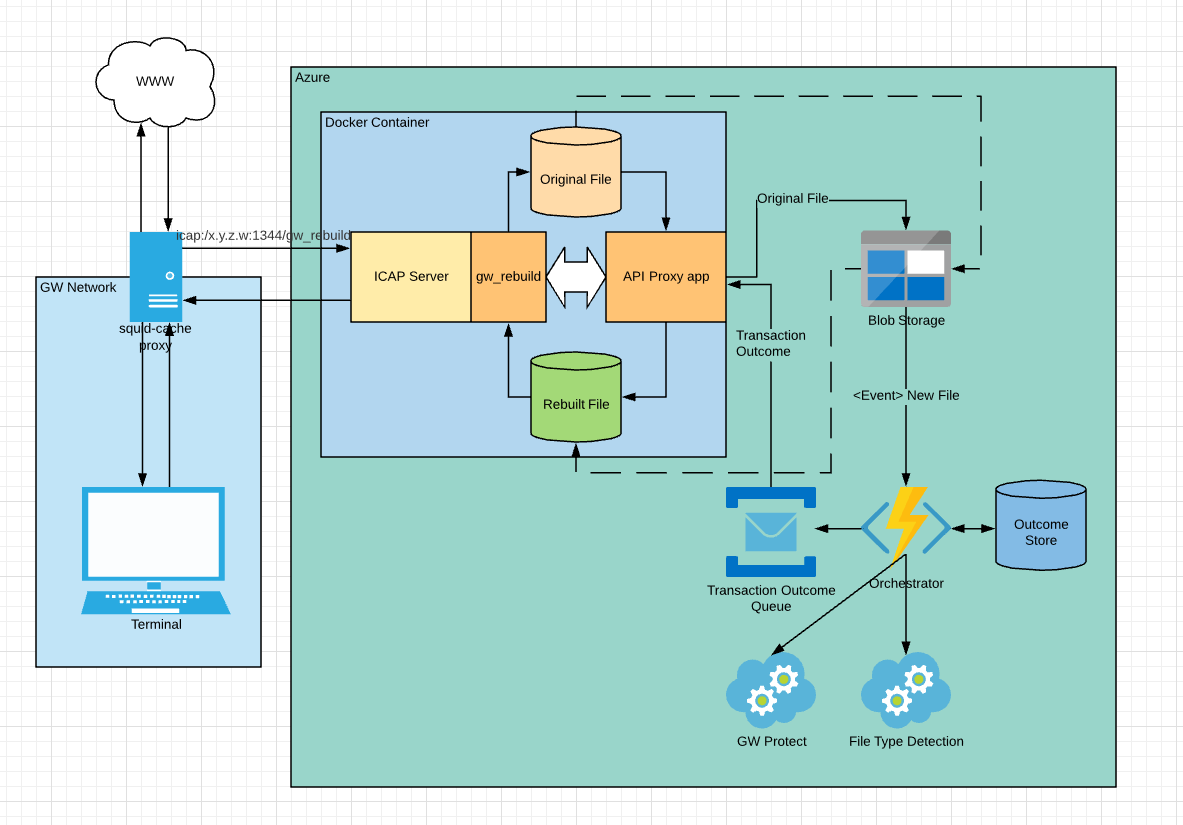 WWW
Azure
Docker Container
Original File
Original File
icap:/x.y.z.w:1344/gw_rebuild
ICAP Server
gw_rebuild
API Proxy app
GW Network
squid-cache
proxy
Blob Storage
Transaction
Outcome
<Event> New File
Rebuilt File
Outcome
Store
Orchestrator
Transaction Outcome
Queue
Terminal
GW Protect
File Type Detection